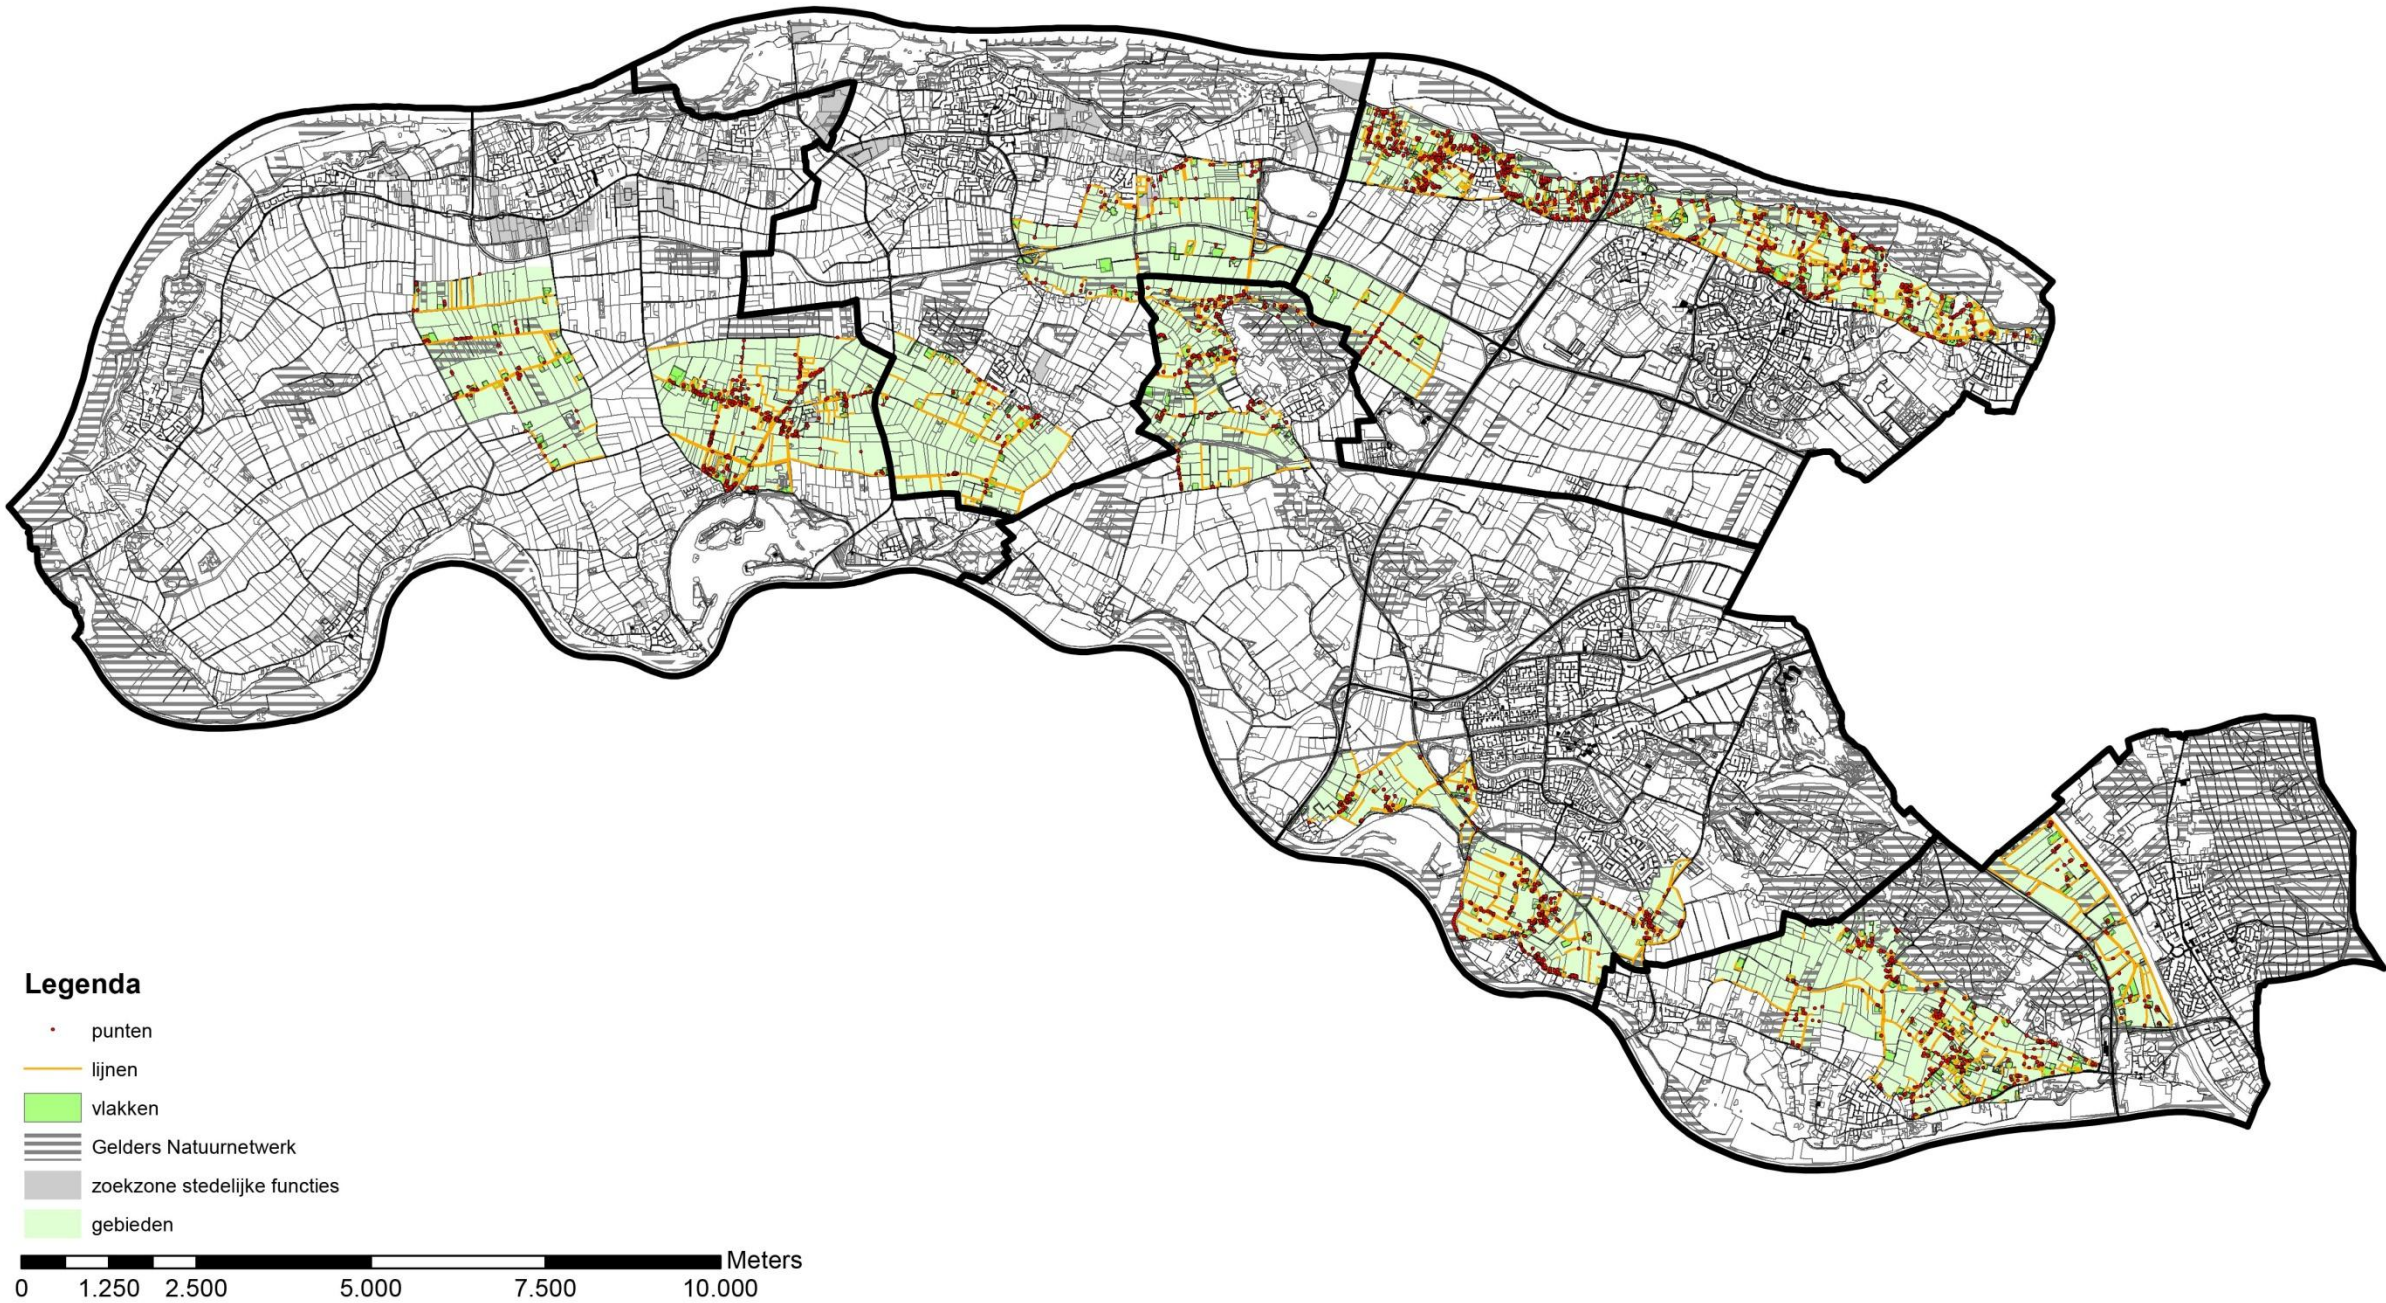 Legenda
punten
lijnen
vlakken
Gelders Natuurnetwerk
zoekzone stedelijke functies
gebieden
Meters
0 1.250 2.500 5.000 7.500 10.000